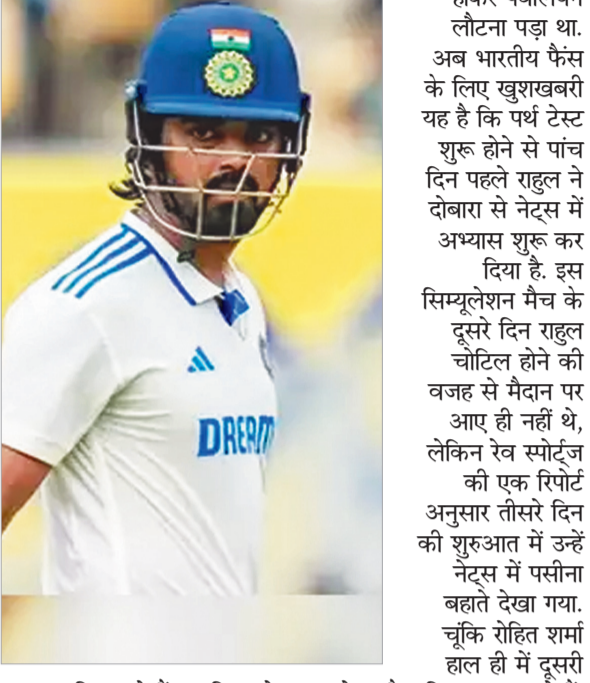 DREAM
लौटना पड़ा था.
अब भारतीय फैंस
के लिए खुशखबरी
यह है कि पर्थ टेस्ट
शुरू होने से पांच
दिन पहले राहुल ने
दोबारा से नेट्स में
अभ्यास शुरू कर
दिया है. इस
सिम्यूलेशन मैच के
दूसरे दिन राहुल
चोटिल होने की
वजह से मैदान पर
आए ही नहीं थे,
लेकिन रेव स्पोर्ट्ज
की एक रिपोर्ट
अनुसार तीसरे दिन
की शुरुआत में उन्हें
नेट्स में पसीना
बहाते देखा गया.
चूंकि रोहित शर्मा
हाल ही में दूसरी